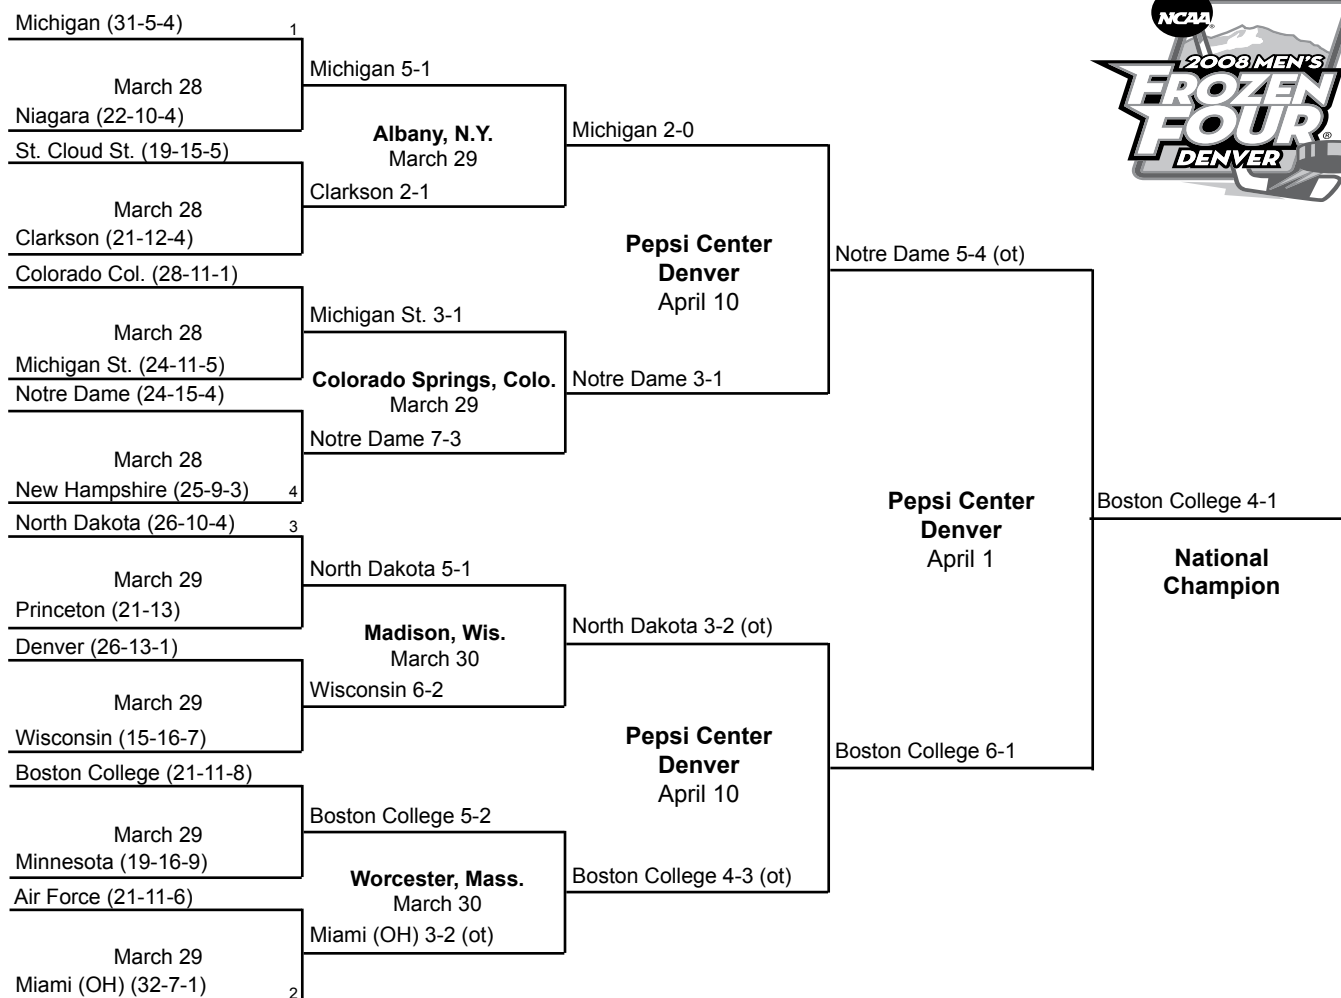 Michigan (31-5-4) 1
March 28
Niagara (22-10-4)
St. Cloud St. (19-15-5)
March 28
Clarkson (21-12-4)
Colorado Col. (28-11-1)
March 28
Michigan St. (24-11-5)
Notre Dame (24-15-4)
March 28
New Hampshire (25-9-3) 4
North Dakota (26-10-4) 3
March 29
Princeton (21-13)
Denver (26-13-1)
March 29
Wisconsin (15-16-7)
Boston College (21-11-8)
March 29
Minnesota (19-16-9)
Air Force (21-11-6)
March 29
Miami (OH) (32-7-1) 2
Michigan 5-1
Albany, N.Y.
March 29
Clarkson 2-1
Michigan St. 3-1
Colorado Springs, Colo.
March 29
Notre Dame 7-3
North Dakota 5-1
Madison, Wis.
March 30
Wisconsin 6-2
Boston College 5-2
Worcester, Mass.
March 30
Miami (OH) 3-2 (ot)
Michigan 2-0
Pepsi Center
Denver
April 10
Notre Dame 3-1
North Dakota 3-2 (ot)
Pepsi Center
Denver
April 10
Boston College 4-3 (ot)
Notre Dame 5-4 (ot)
Pepsi Center
Denver
April 1
Boston College 6-1
Boston College 4-1
National
Champion
NCAA®
2008 MEN'S
FROZEN
FOUR®
DENVER